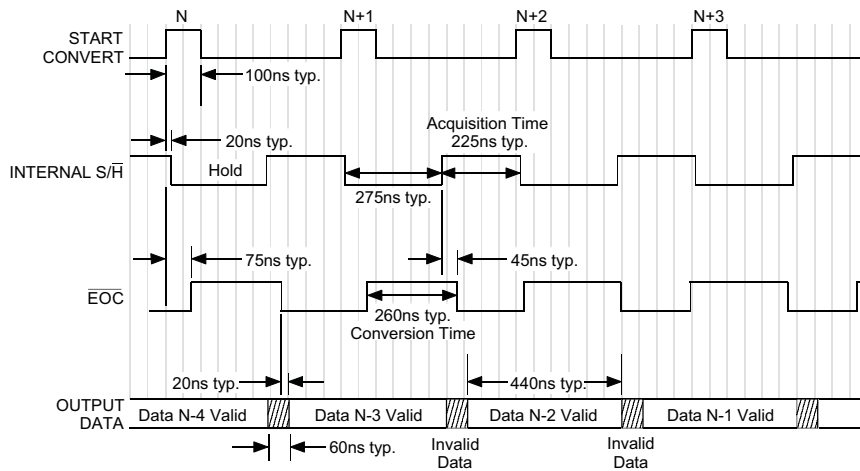 N N+1 N+2 N+3
START
CONVERT
100ns typ.
Acquisition Time
20ns typ. 225ns typ.
INTERNAL S/H̅
Hold
275ns typ.
75ns typ. 45ns typ.
E̅O̅C̅
260ns typ.
Conversion Time
20ns typ. 440ns typ.
OUTPUT
DATA
Data N-4 Valid Data N-3 Valid Data N-2 Valid Data N-1 Valid
60ns typ.
Invalid
Data
Invalid
Data